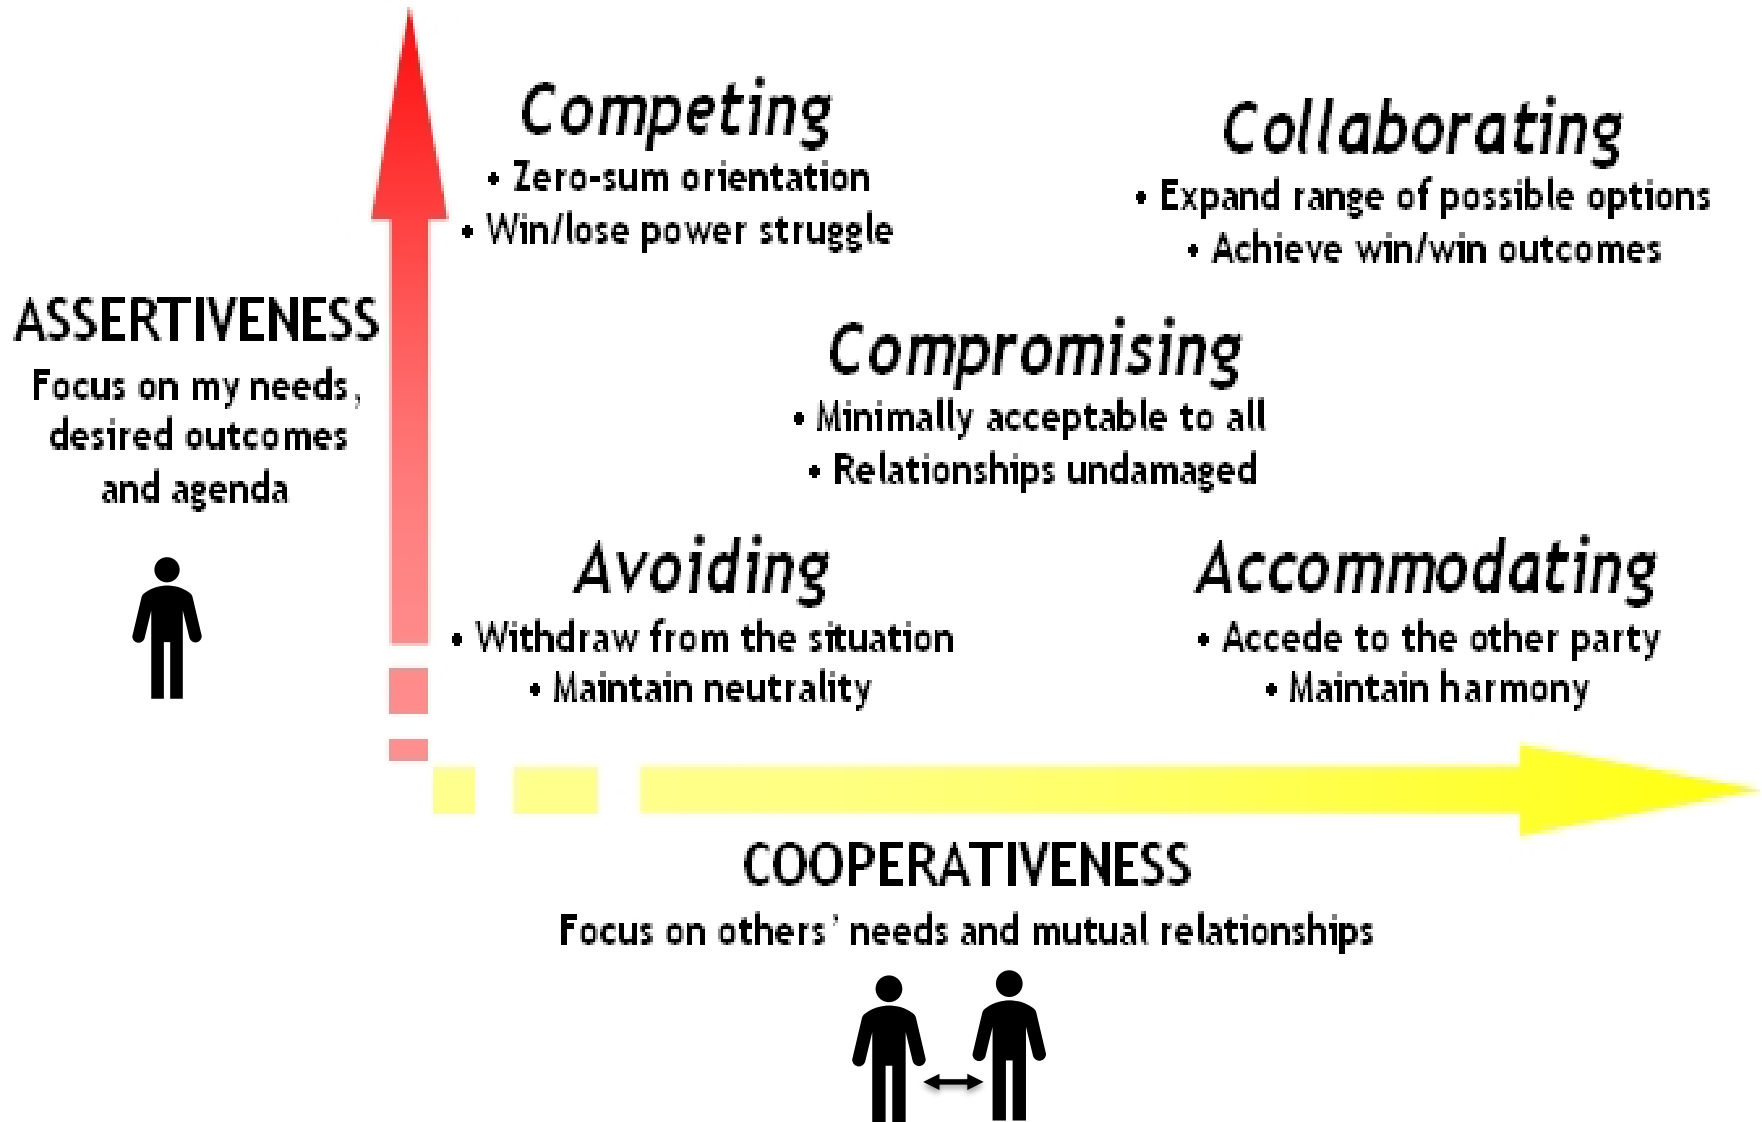 Competing
• Zero-sum orientation
• Win/lose power struggle
Collaborating
• Expand range of possible options
• Achieve win/win outcomes
ASSERTIVENESS
Focus on my needs,
desired outcomes
and agenda
Compromising
• Minimally acceptable to all
• Relationships undamaged
Avoiding
• Withdraw from the situation
• Maintain neutrality
Accommodating
• Accede to the other party
• Maintain harmony
COOPERATIVENESS
Focus on others’ needs and mutual relationships